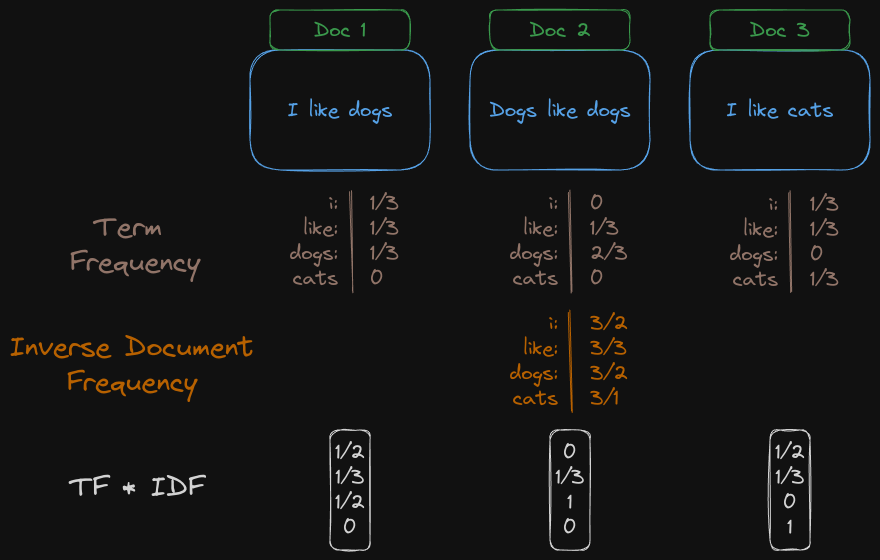 Doc 1
Doc 2
Doc 3
I like dogs
Dogs like dogs
I like cats
Term
Frequency
i: 1/3
like: 1/3
dogs: 1/3
cats 0
i: 0
like: 1/3
dogs: 2/3
cats 0
i: 1/3
like: 1/3
dogs: 0
cats 1/3
Inverse Document
Frequency
i: 3/2
like: 3/3
dogs: 3/2
cats 3/1
TF * IDF
1/2
1/3
1/2
0
0
1/3
1
0
1/2
1/3
0
1